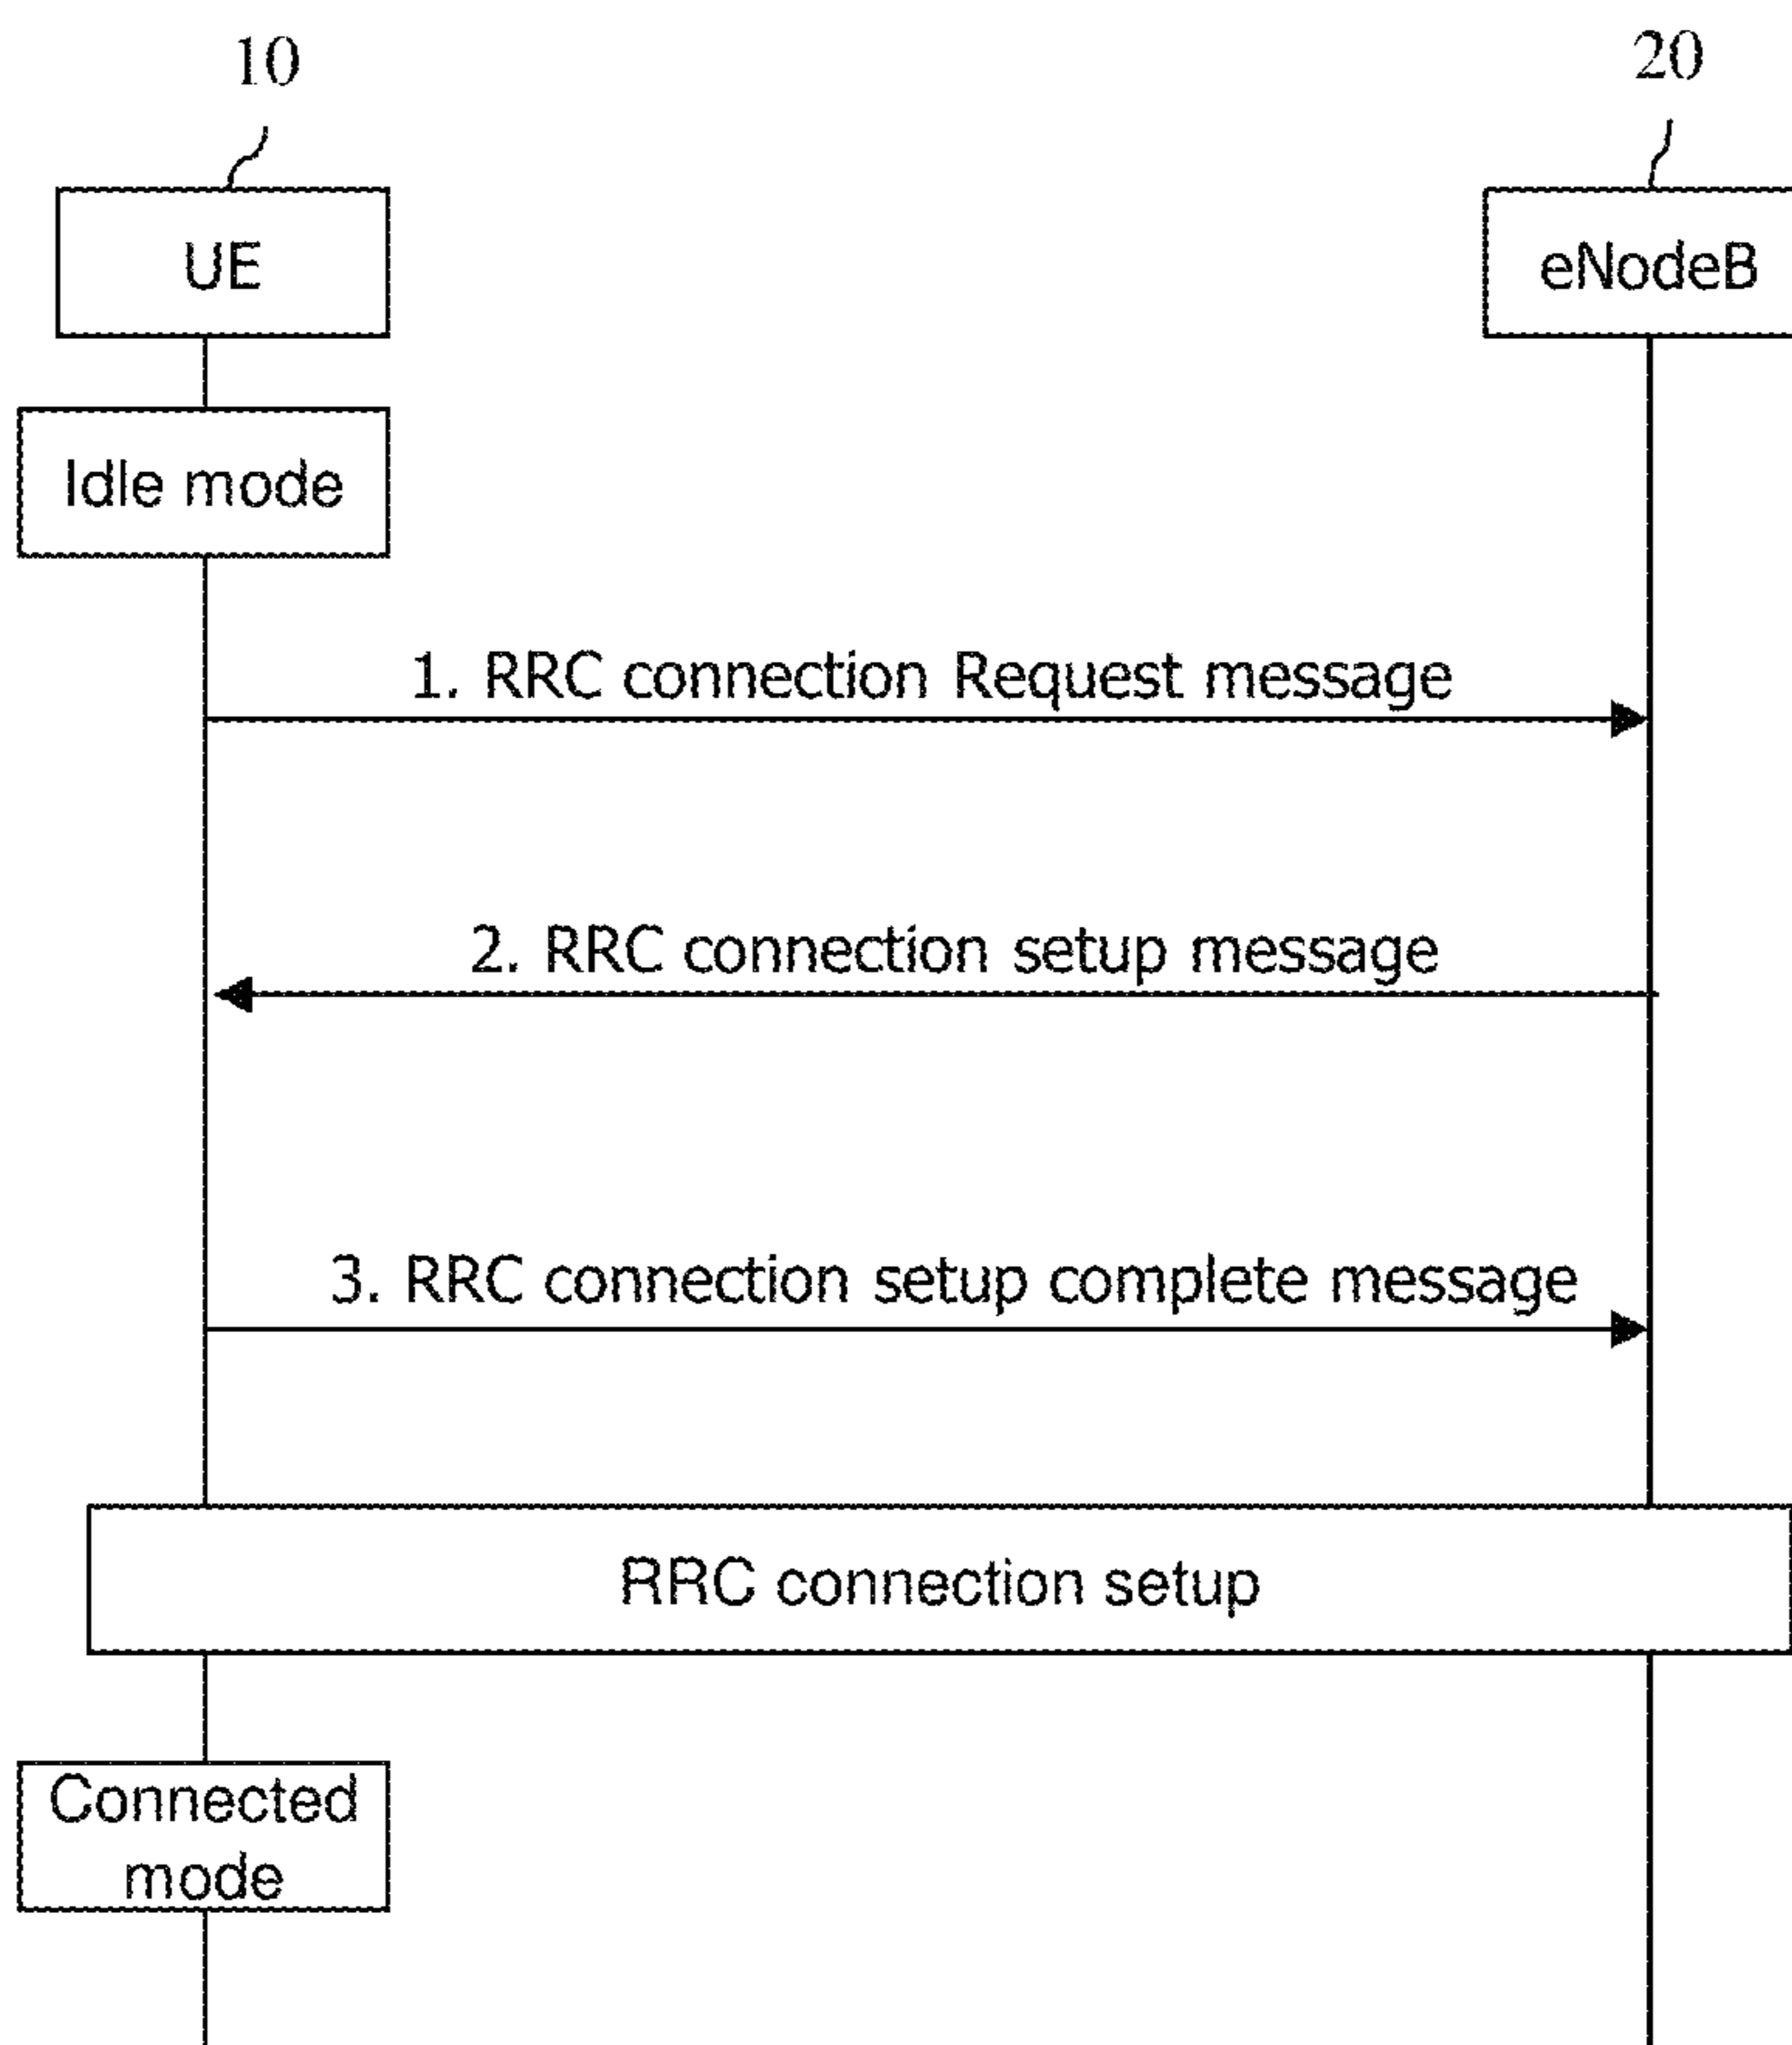 10
20
UE
eNodeB
Idle mode
1. RRC connection Request message
2. RRC connection setup message
3. RRC connection setup complete message
RRC connection setup
Connected
mode